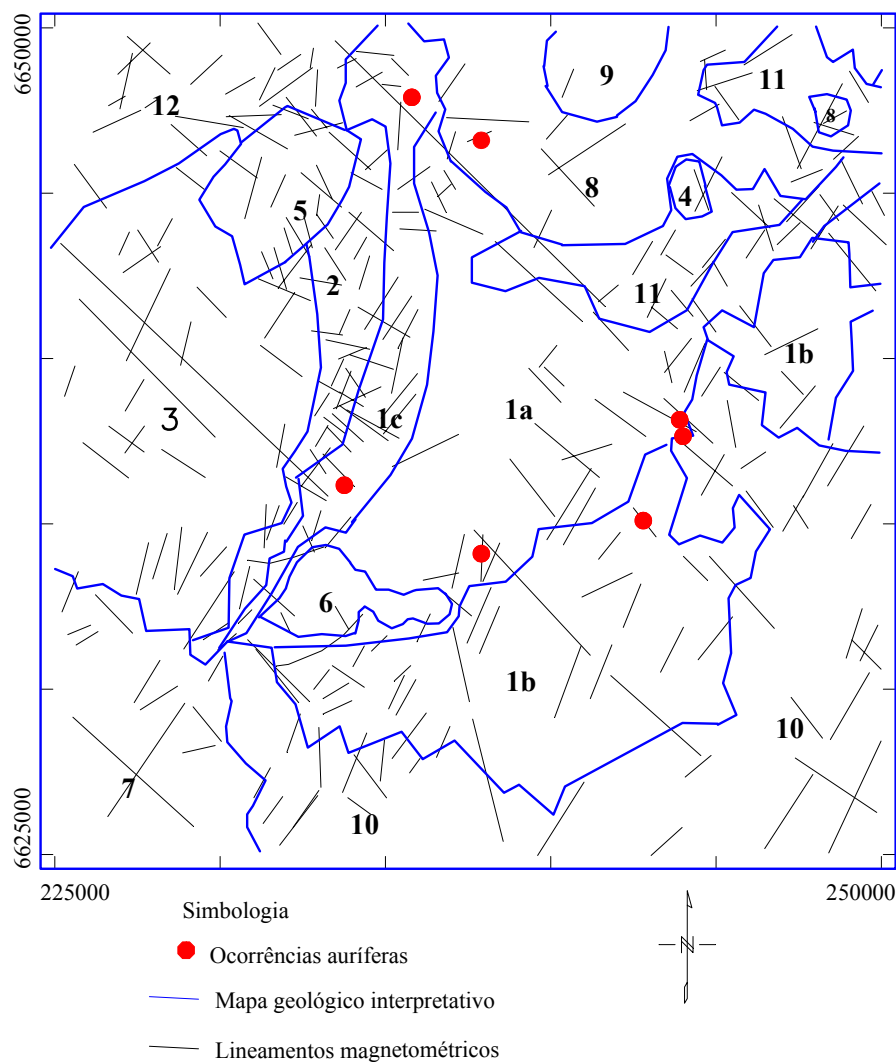 6650000
9
11
12
8
8
4
5
2
11
1b
3
1c
1a
6
1b
10
7
10
6625000
225000
250000
Simbologia
Ocorrências auríferas
Mapa geológico interpretativo
Lineamentos magnetométricos
N